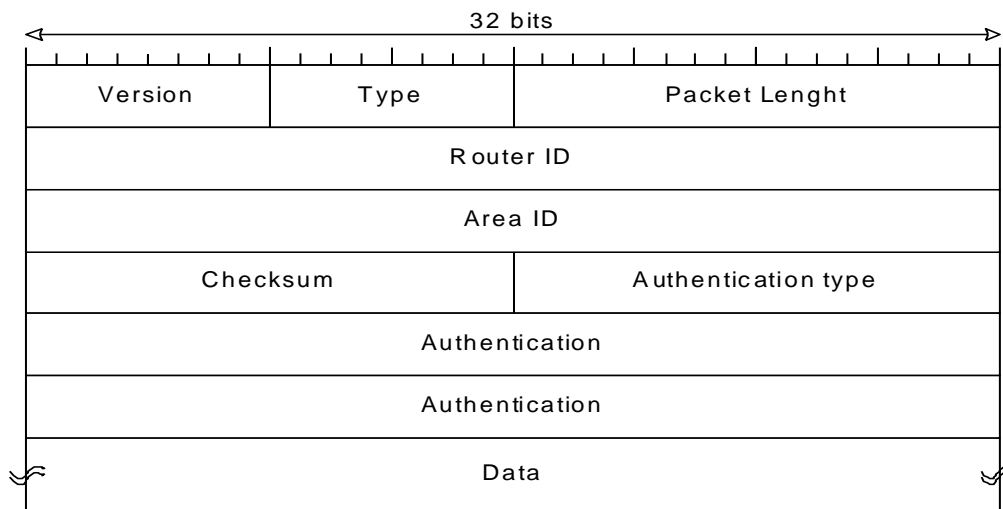 32 bits
Version Type Packet Lenght
Router ID
Area ID
Checksum Authentication type
Authentication
Authentication
Data